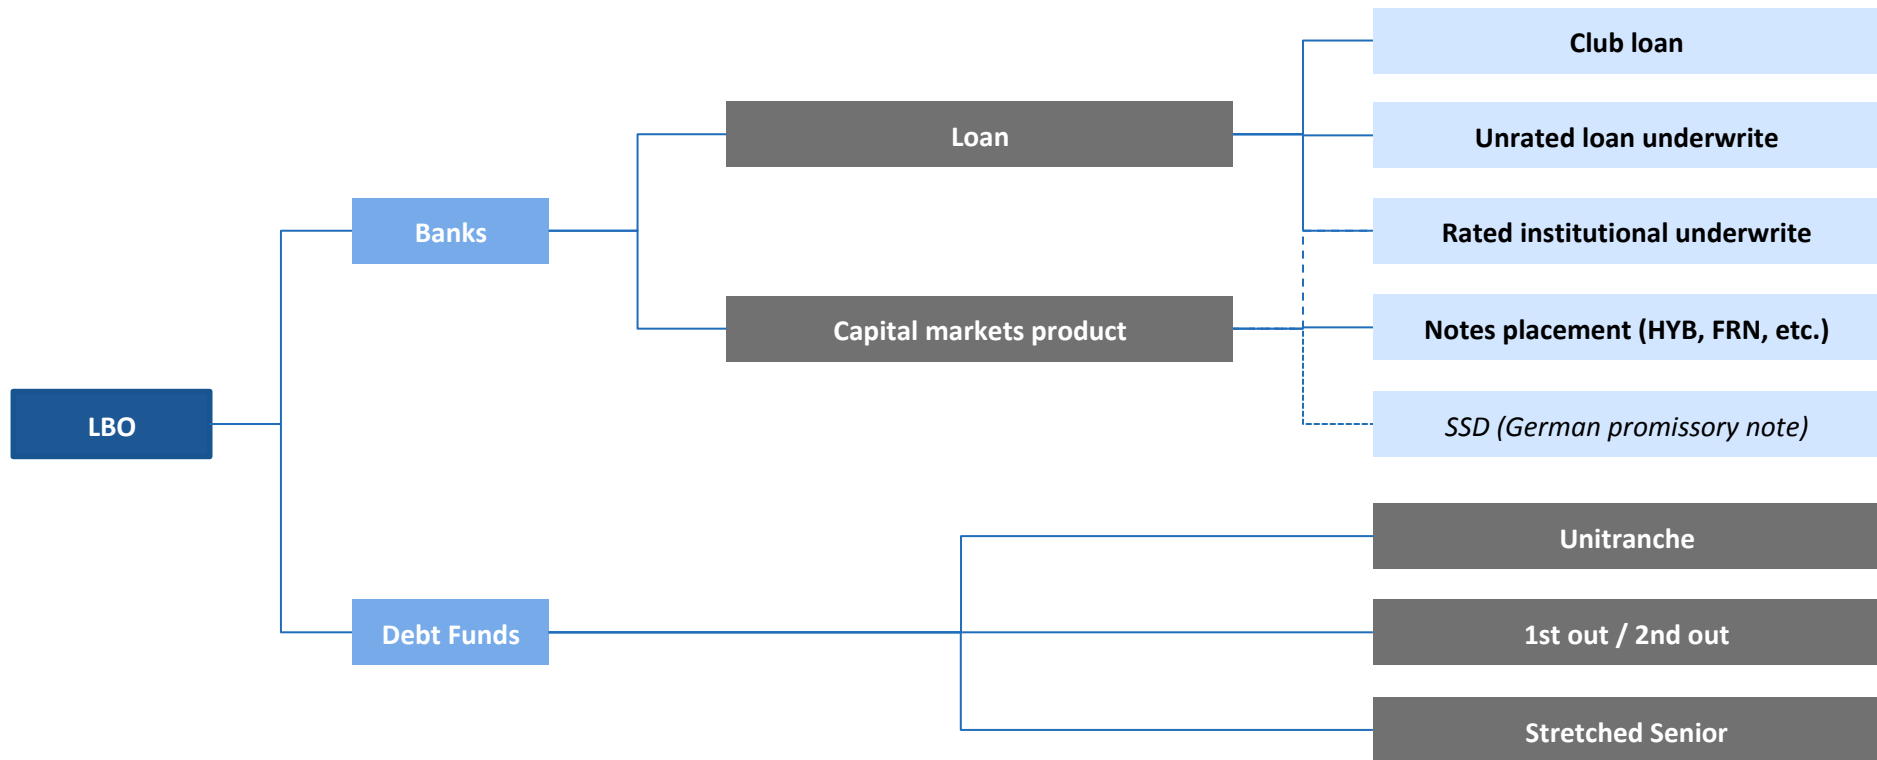 Club loan
Loan
Unrated loan underwrite
Banks
Rated institutional underwrite
Capital markets product
Notes placement (HYB, FRN, etc.)
LBO
SSD (German promissory note)
Unitranche
Debt Funds
1st out / 2nd out
Stretched Senior